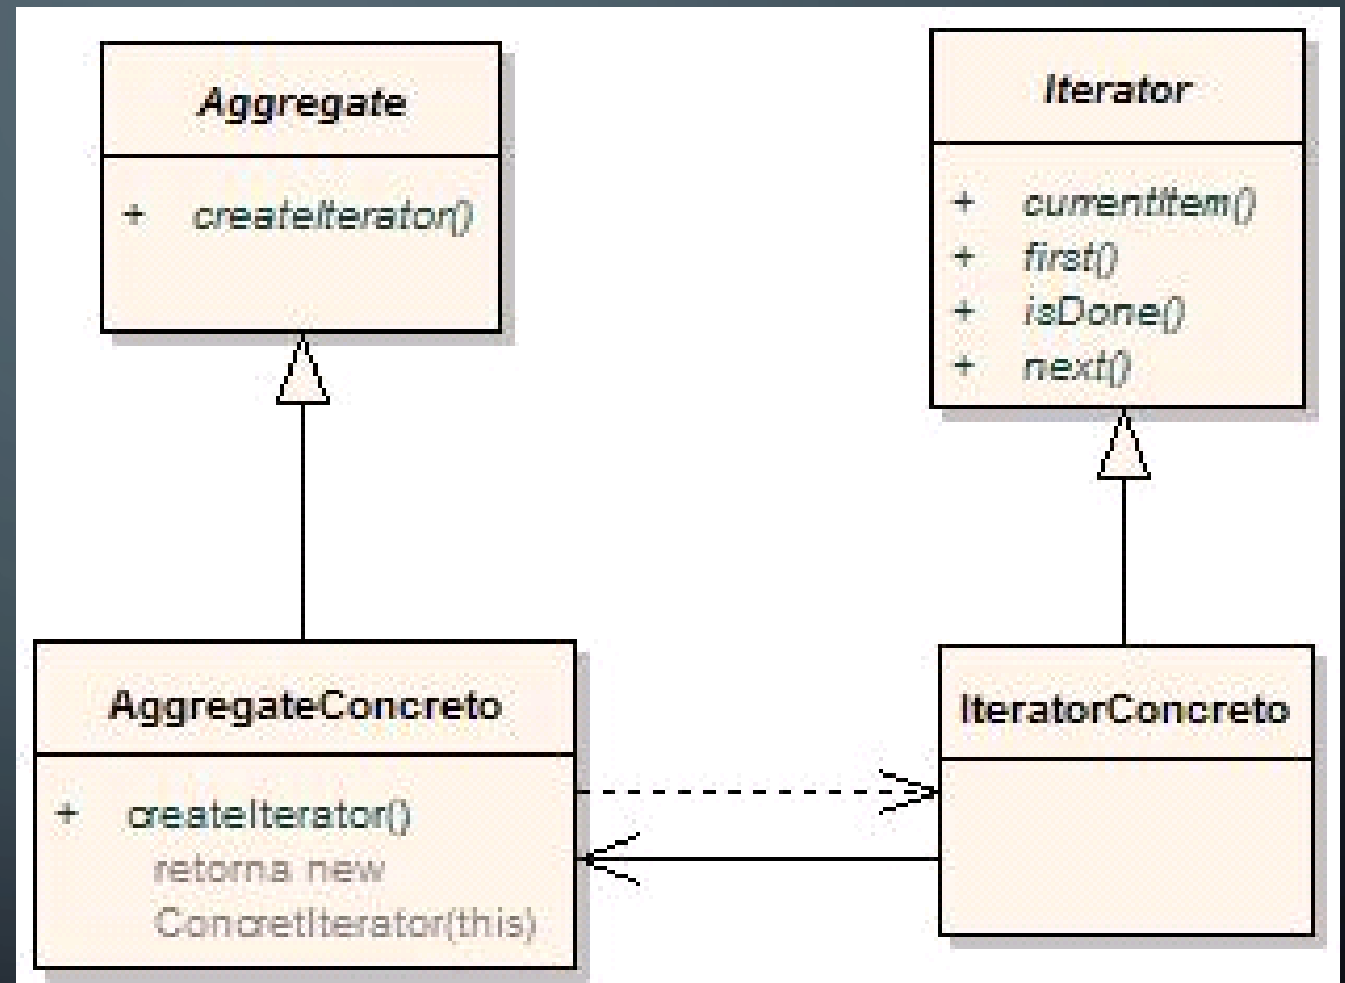 Aggregate
+ createIterator()
Iterator
+ currentItem()
+ first()
+ isDone()
+ next()
AggregateConcreto
+ createIterator()
retorna new
ConcretIterator(this)
IteratorConcreto